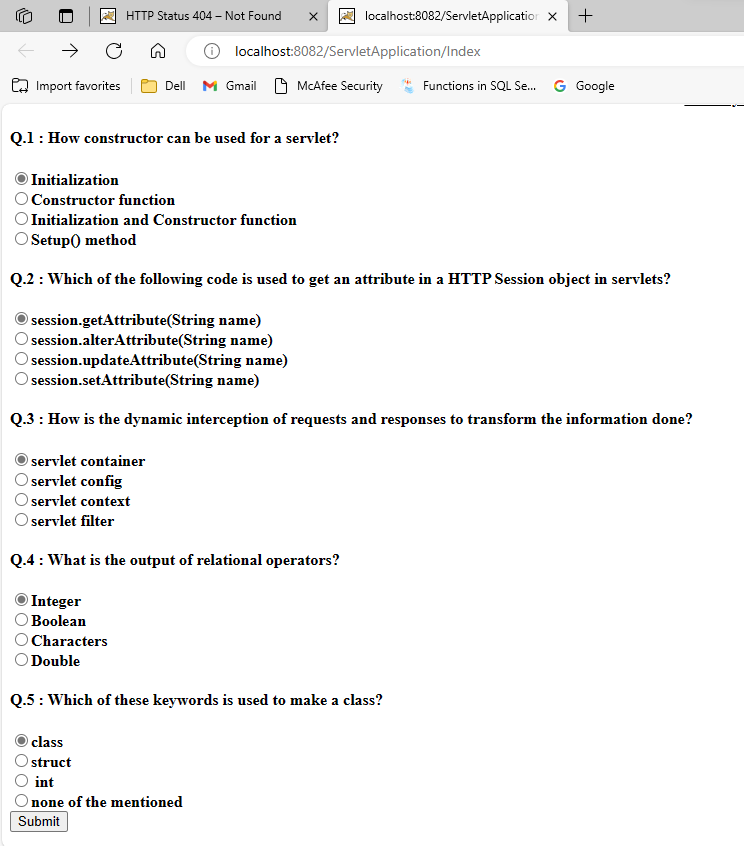 HTTP Status 404 – Not Found
localhost:8082/ServletApplication
localhost:8082/ServletApplication/Index
Import favorites
Dell
Gmail
McAfee Security
Functions in SQL Se...
Google
Q.1 : How constructor can be used for a servlet?
Initialization
Constructor function
Initialization and Constructor function
Setup() method
Q.2 : Which of the following code is used to get an attribute in a HTTP Session object in servlets?
session.getAttribute(String name)
session.alterAttribute(String name)
session.updateAttribute(String name)
session.setAttribute(String name)
Q.3 : How is the dynamic interception of requests and responses to transform the information done?
servlet container
servlet config
servlet context
servlet filter
Q.4 : What is the output of relational operators?
Integer
Boolean
Characters
Double
Q.5 : Which of these keywords is used to make a class?
class
struct
int
none of the mentioned
Submit